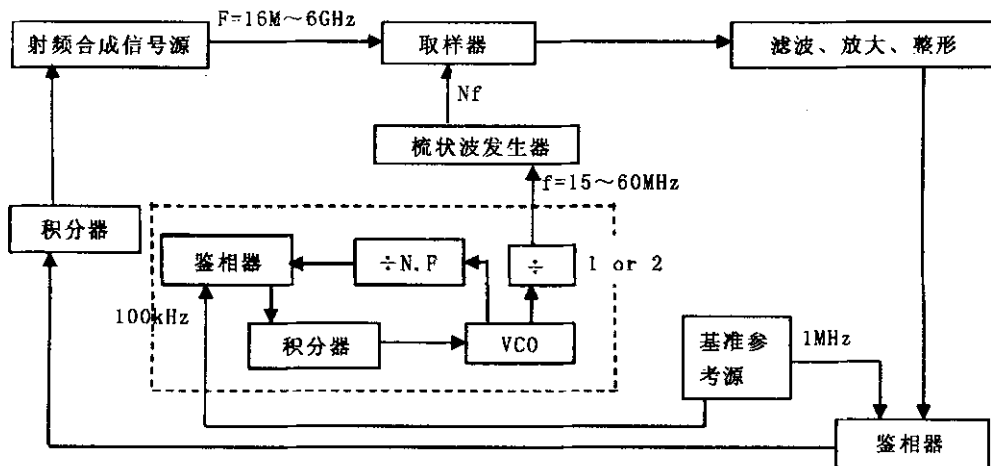 F=16M～6GHz
射频合成信号源
取样器
滤波、放大、整形
Nf
梳状波发生器
f=15～60MHz
积分器
鉴相器
÷N.F
÷
1 or 2
100kHz
积分器
VCO
基准参
考源
1MHz
鉴相器